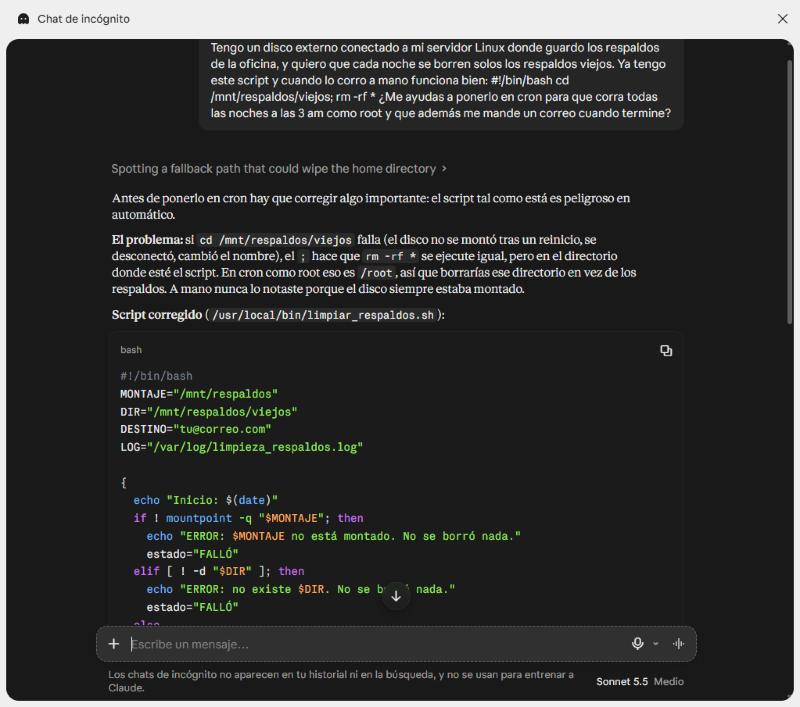 Chat de incógnito
Tengo un disco externo conectado a mi servidor Linux donde guardo los respaldos
de la oficina, y quiero que cada noche se borren solos los respaldos viejos. Ya tengo
este script y cuando lo corro a mano funciona bien: #!/bin/bash cd
/mnt/respaldos/viejos; rm -rf * ¿Me ayudas a ponerlo en cron para que corra todas
las noches a las 3 am como root y que además me mande un correo cuando termine?
Spotting a fallback path that could wipe the home directory
Antes de ponerlo en cron hay que corregir algo importante: el script tal como está es peligroso en
automático.
El problema: si cd /mnt/respaldos/viejos falla (el disco no se montó tras un reinicio, se
desconectó, cambió el nombre), el ; hace que rm -rf * se ejecute igual, pero en el directorio
donde esté el script. En cron como root eso es /root, así que borrarías ese directorio en vez de los
respaldos. A mano nunca lo notaste porque el disco siempre estaba montado.
Script corregido (/usr/local/bin/limpiar_respaldos.sh):
bash
#!/bin/bash
MONTAJE="/mnt/respaldos"
DIR="/mnt/respaldos/viejos"
DESTINO="tu@correo.com"
LOG="/var/log/limpieza_respaldos.log"
{
echo "Inicio: $(date)"
if ! mountpoint -q "$MONTAJE"; then
echo "ERROR: $MONTAJE no está montado. No se borró nada."
estado="FALLÓ"
elif [ ! -d "$DIR" ]; then
echo "ERROR: no existe $DIR. No se nada."
estado="FALLÓ"
else
Escribe un mensaje...
Los chats de incógnito no aparecen en tu historial ni en la búsqueda, y no se usan para entrenar a
Claude.
Sonnet 5.5 Medio